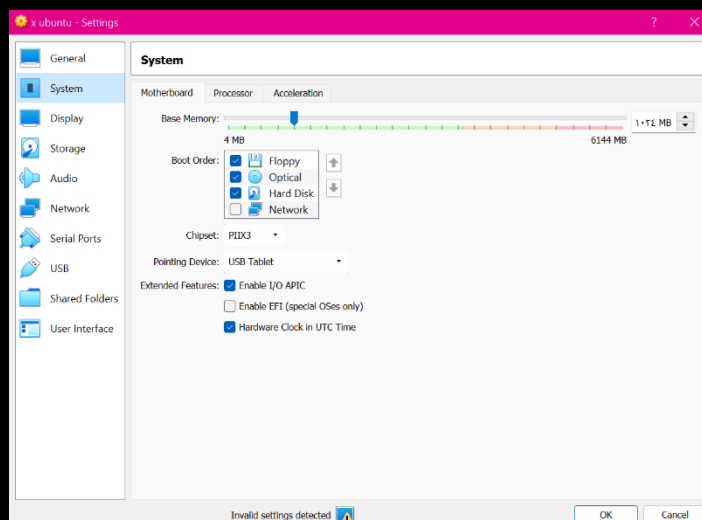 x ubuntu - Settings ?
General
System
Display
Storage
Audio
Network
Serial Ports
USB
Shared Folders
User Interface
System
Motherboard Processor Acceleration
Base Memory: ١٠٢٤ MB
4 MB 6144 MB
Boot Order: Floppy
Optical
Hard Disk
Network
Chipset: PIIX3
Pointing Device: USB Tablet
Extended Features: Enable I/O APIC
Enable EFI (special OSes only)
Hardware Clock in UTC Time
Invalid settings detected OK Cancel